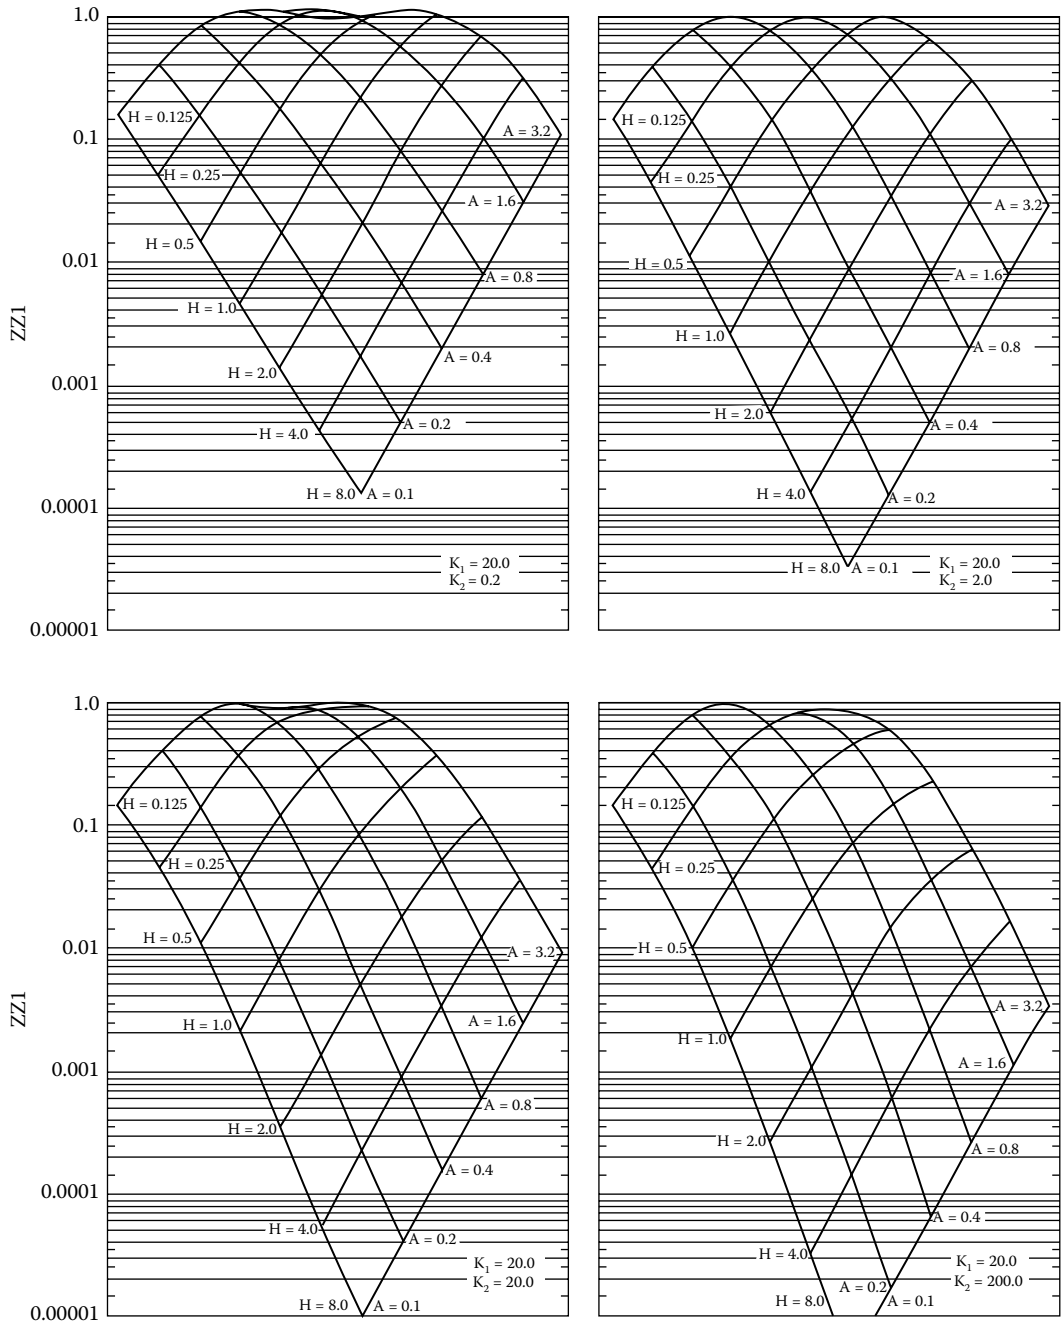 1.0
H = 0.125
A = 3.2
0.1
H = 0.25
A = 1.6
H = 0.5
0.01
A = 0.8
H = 1.0
ZZ1
A = 0.4
H = 2.0
0.001
A = 0.2
H = 4.0
H = 8.0 A = 0.1
0.0001
K1 = 20.0
K2 = 0.2
0.00001
H = 0.125
H = 0.25
A = 3.2
H = 0.5
A = 1.6
H = 1.0
A = 0.8
H = 2.0
A = 0.4
H = 4.0
A = 0.2
H = 8.0 A = 0.1
K1 = 20.0
K2 = 2.0
1.0
H = 0.125
0.1
H = 0.25
H = 0.5
0.01
A = 3.2
ZZ1
H = 1.0
A = 1.6
0.001
A = 0.8
H = 2.0
A = 0.4
0.0001
H = 4.0
A = 0.2
K1 = 20.0
K2 = 20.0
H = 8.0 A = 0.1
0.00001
H = 0.125
H = 0.25
H = 0.5
A = 3.2
H = 1.0
A = 1.6
H = 2.0
A = 0.8
A = 0.4
H = 4.0
K1 = 20.0
A = 0.2
K2 = 200.0
H = 8.0
A = 0.1